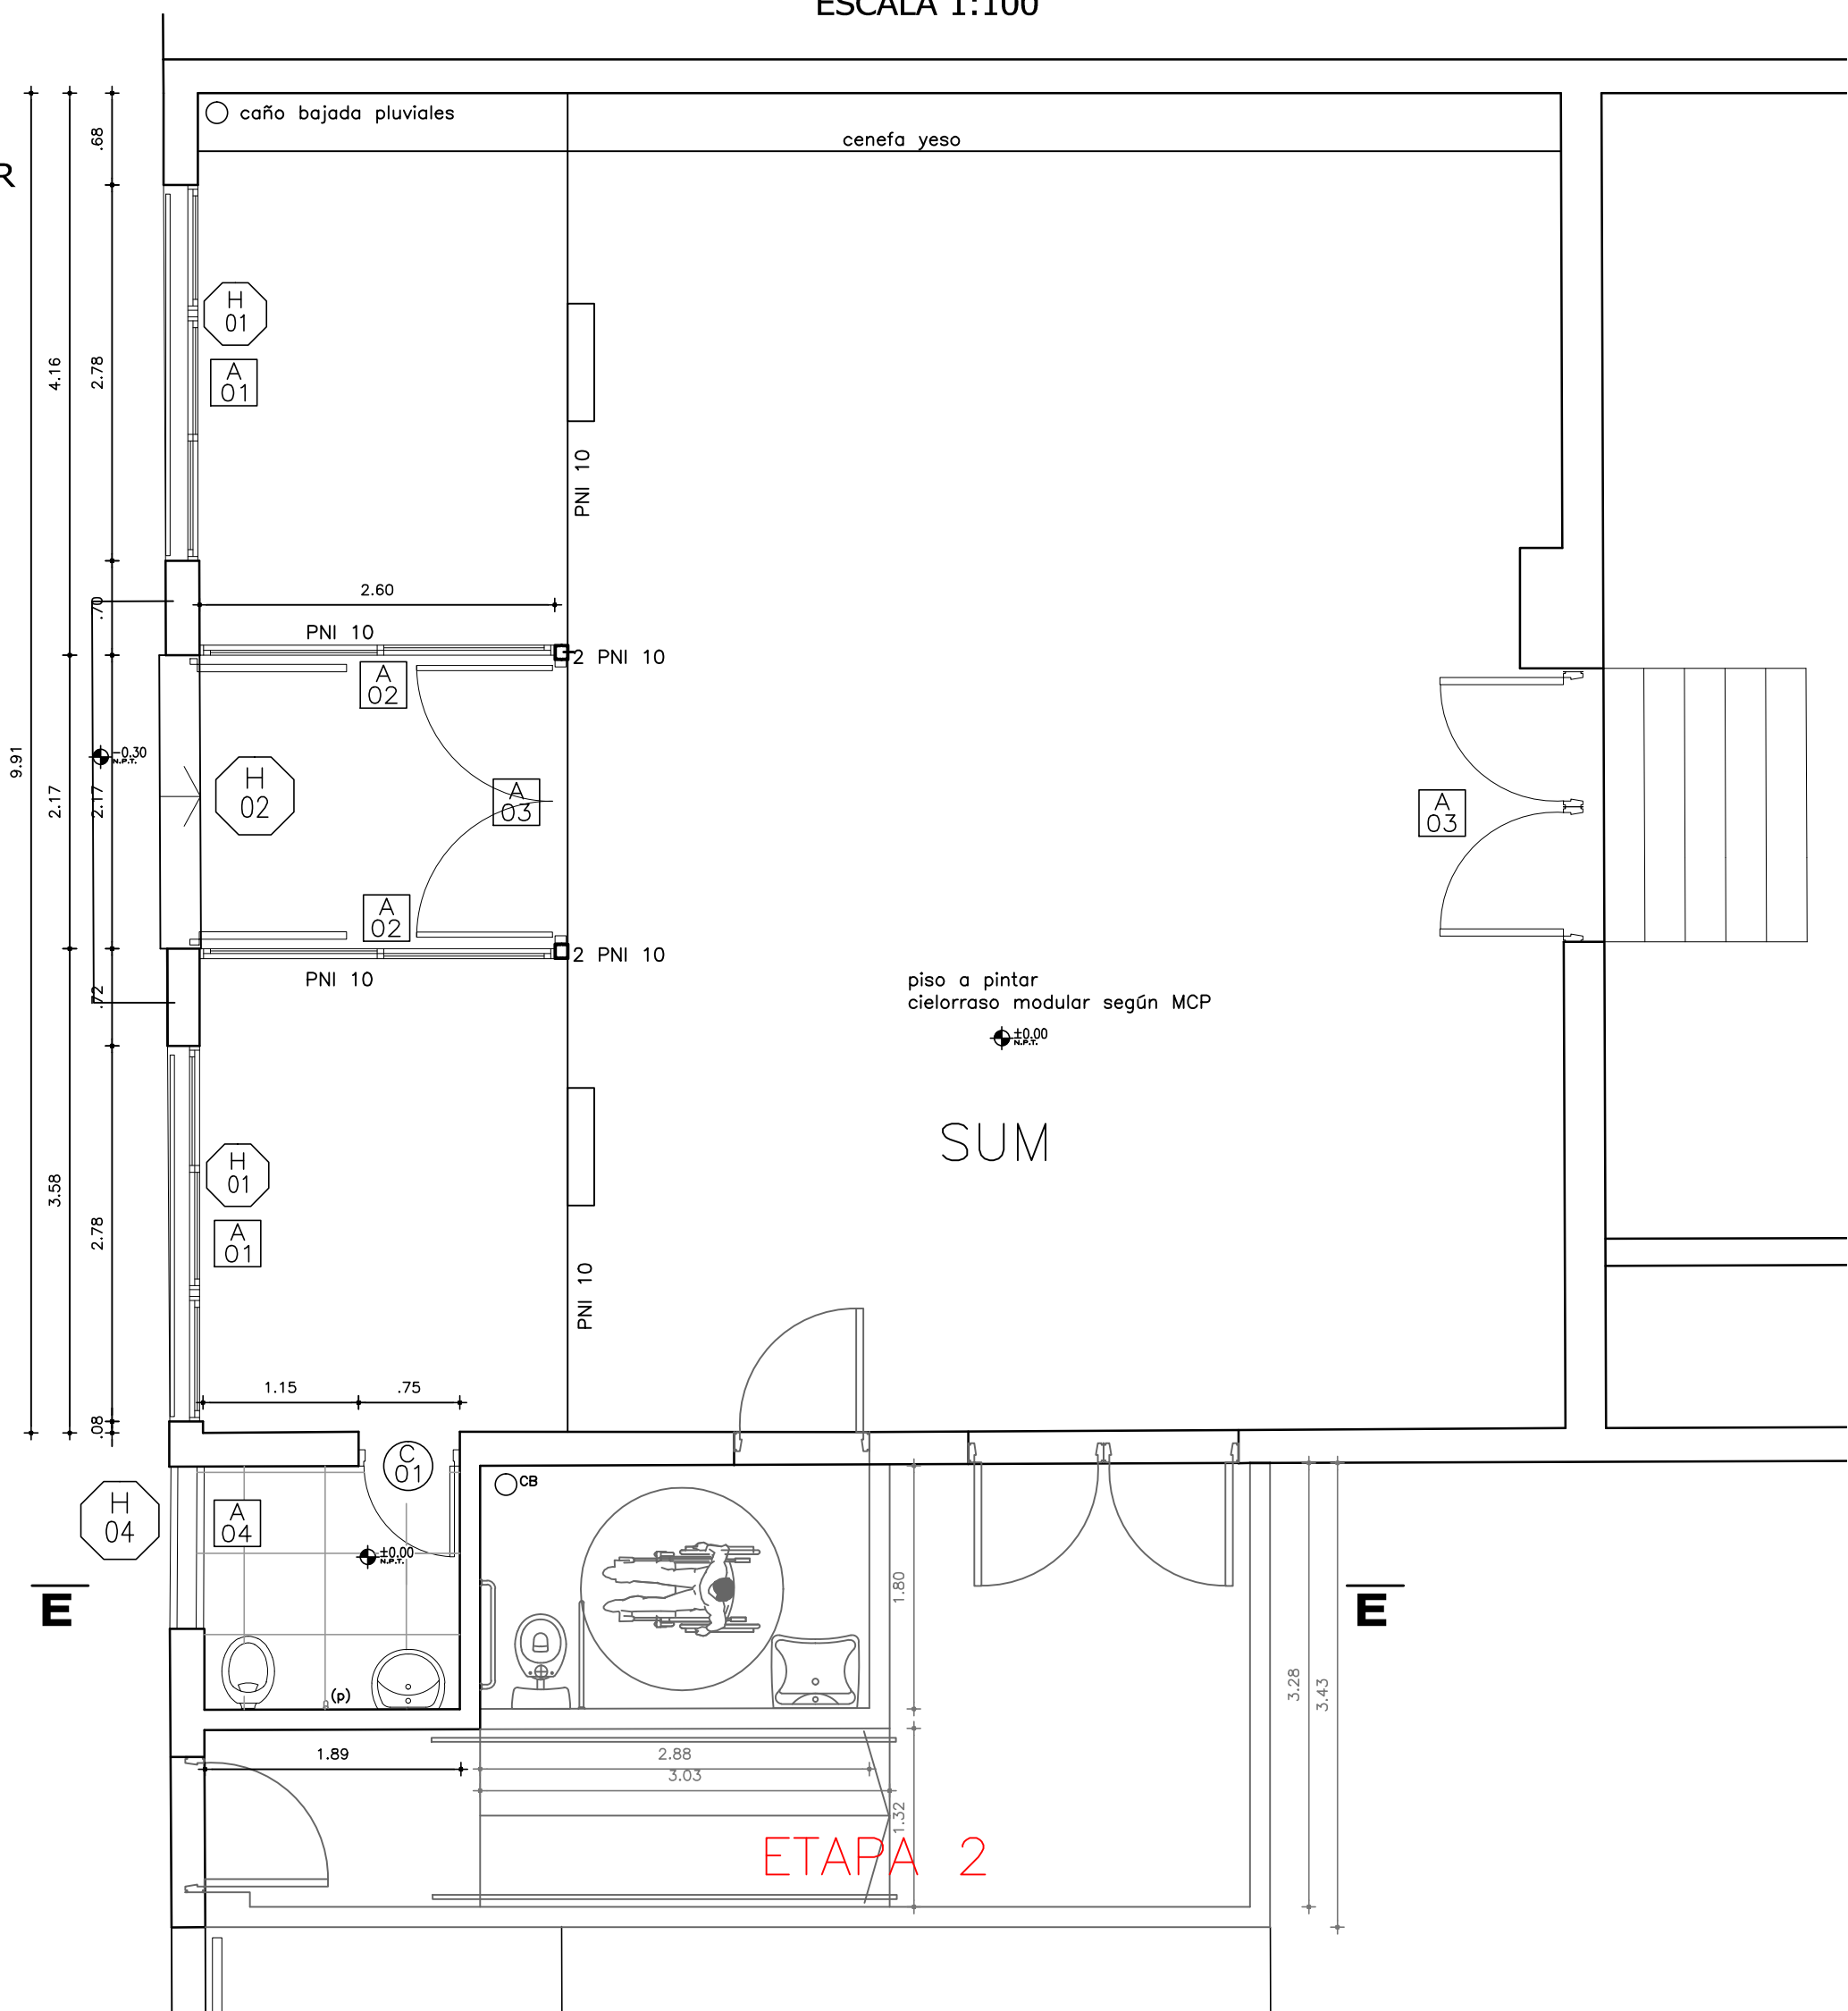 ESCALA 1:100
caño bajada pluviales
cenefa yeso
R
.68
H
01
A
01
4.16
2.78
PNI 10
2.60
.70
PNI 10
2 PNI 10
A
02
9.91
2.17
2.17
-0.30
N.P.T.
H
02
A
03
A
03
A
02
2 PNI 10
PNI 10
.72
piso a pintar
cielorraso modular según MCP
±0.00
N.P.T.
SUM
H
01
A
01
3.58
2.78
PNI 10
1.15
.75
.08
C
01
CB
H
04
A
04
±0.00
N.P.T.
E
E
1.80
3.28
3.43
(p)
1.89
2.88
3.03
1.32
ETAPA 2